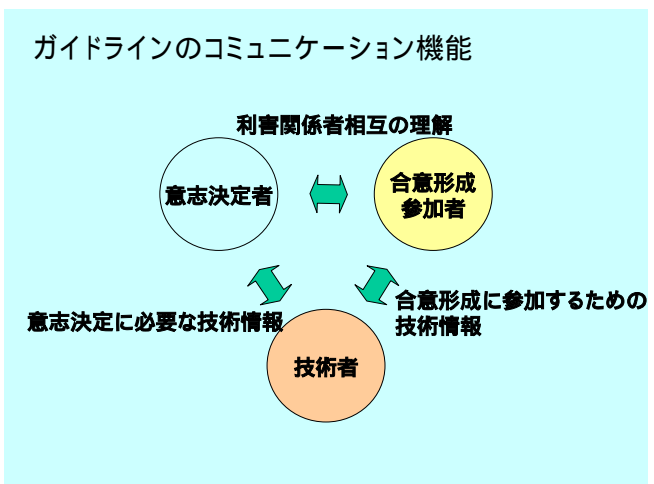 ガイドラインのコミュニケーション機能
利害関係者相互の理解
意志決定者
合意形成
参加者
意志決定に必要な技術情報
合意形成に参加するための
技術情報
技術者